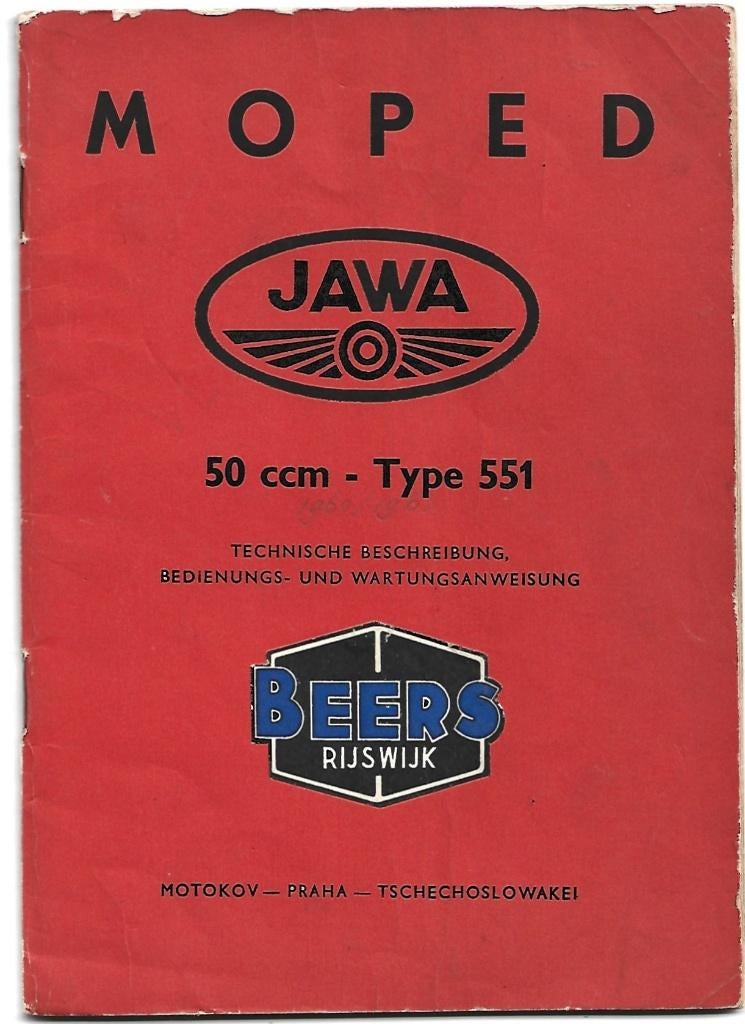 MOPED
JAWA
50 ccm - Type 551
TECHNISCHE BESCHREIBUNG,
BEDIENUNGS- UND WARTUNGSANWEISUNG
BEERS
RIJSWIJK
MOTOKOV — PRAHA — TSCHECHOSLOWAKEI